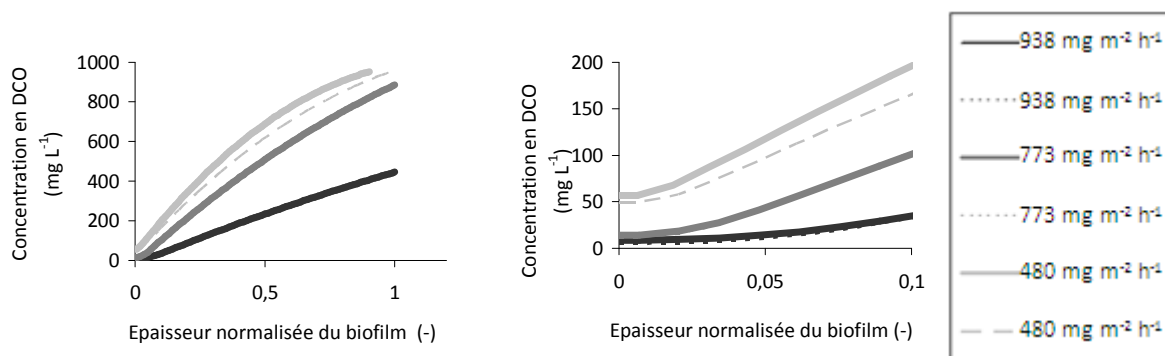 Concentration en DCO
(mg L-1)
1000
800
600
400
200
0
0
0,5
1
Epaisseur normalisée du biofilm (-)
Concentration en DCO
(mg L-1)
200
150
100
50
0
0
0,05
0,1
Epaisseur normalisée du biofilm (-)
938 mg m-2 h-1
938 mg m-2 h-1
773 mg m-2 h-1
773 mg m-2 h-1
480 mg m-2 h-1
480 mg m-2 h-1